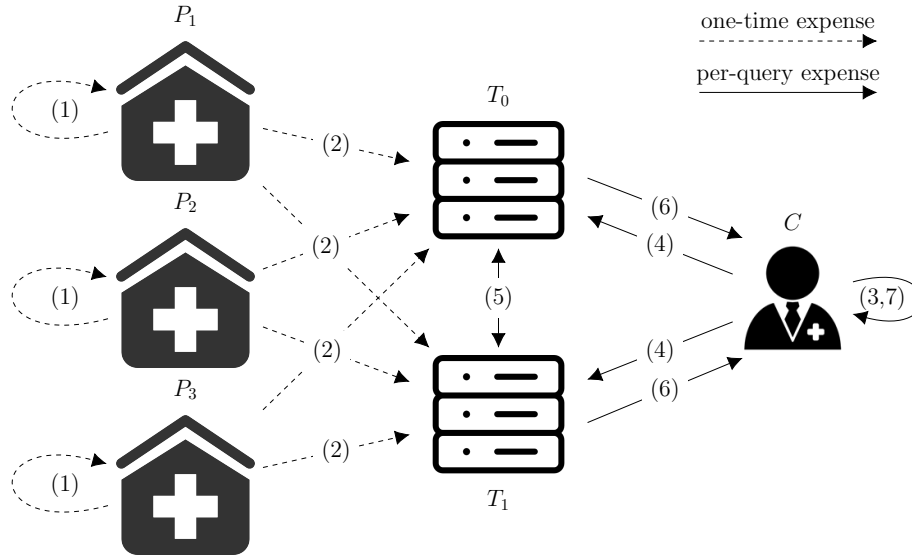 P₁
one-time expense
per-query expense
T₀
(1)
(2)
P₂
(6)
C
(2)
(4)
(1)
(5)
(3,7)
(2)
(4)
P₃
(6)
(2)
(1)
T₁